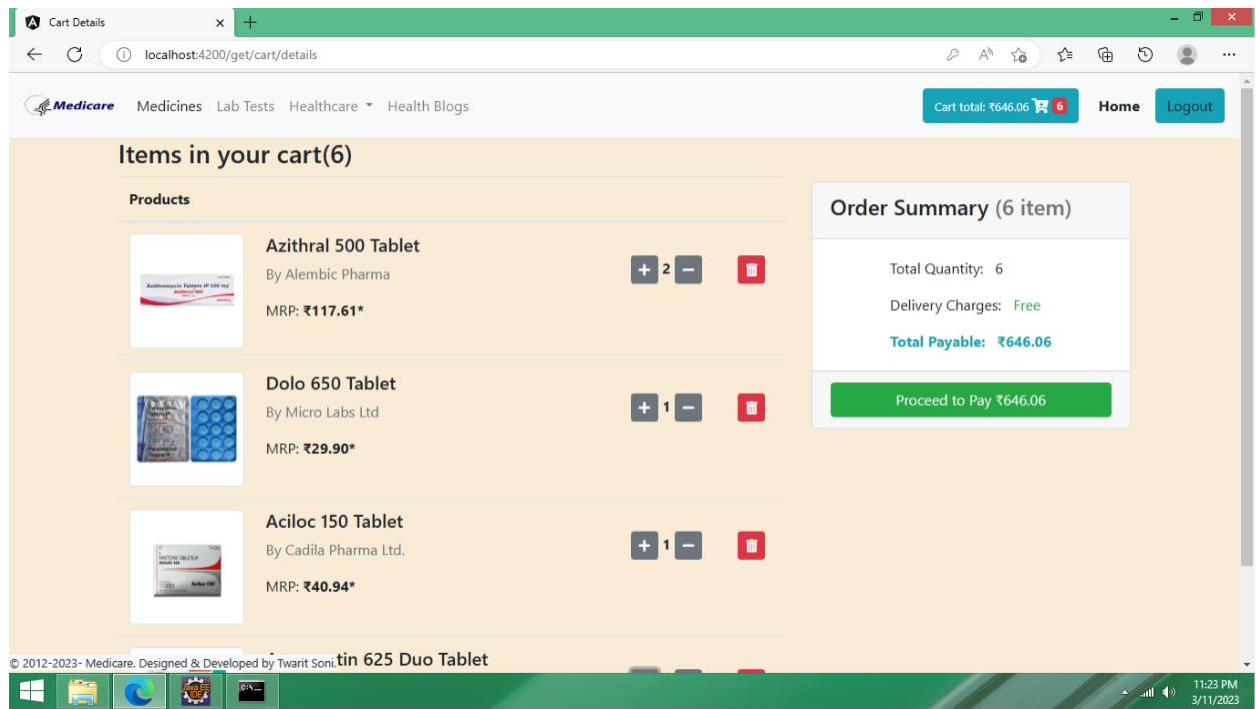 Cart Details
localhost:4200/get/cart/details
Medicare Medicines Lab Tests Healthcare Health Blogs Cart total: ₹646.06 6 Home Logout
Items in your cart(6)
Products
Azithral 500 Tablet
By Alembic Pharma
MRP: ₹117.61*
+ 2 −
Dolo 650 Tablet
By Micro Labs Ltd
MRP: ₹29.90*
+ 1 −
Aciloc 150 Tablet
By Cadila Pharma Ltd.
MRP: ₹40.94*
+ 1 −
tin 625 Duo Tablet
Order Summary (6 item)
Total Quantity: 6
Delivery Charges: Free
Total Payable: ₹646.06
Proceed to Pay ₹646.06
© 2012-2023- Medicare. Designed & Developed by Twarit Soni.
11:23 PM
3/11/2023